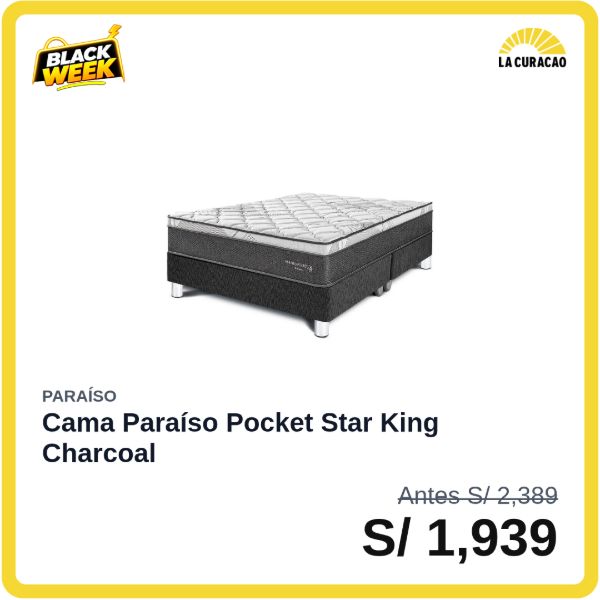 BLACK
WEEK
LA CURACAO
PARAÍSO
Cama Paraíso Pocket Star King
Charcoal
Antes S/ 2,389
S/ 1,939